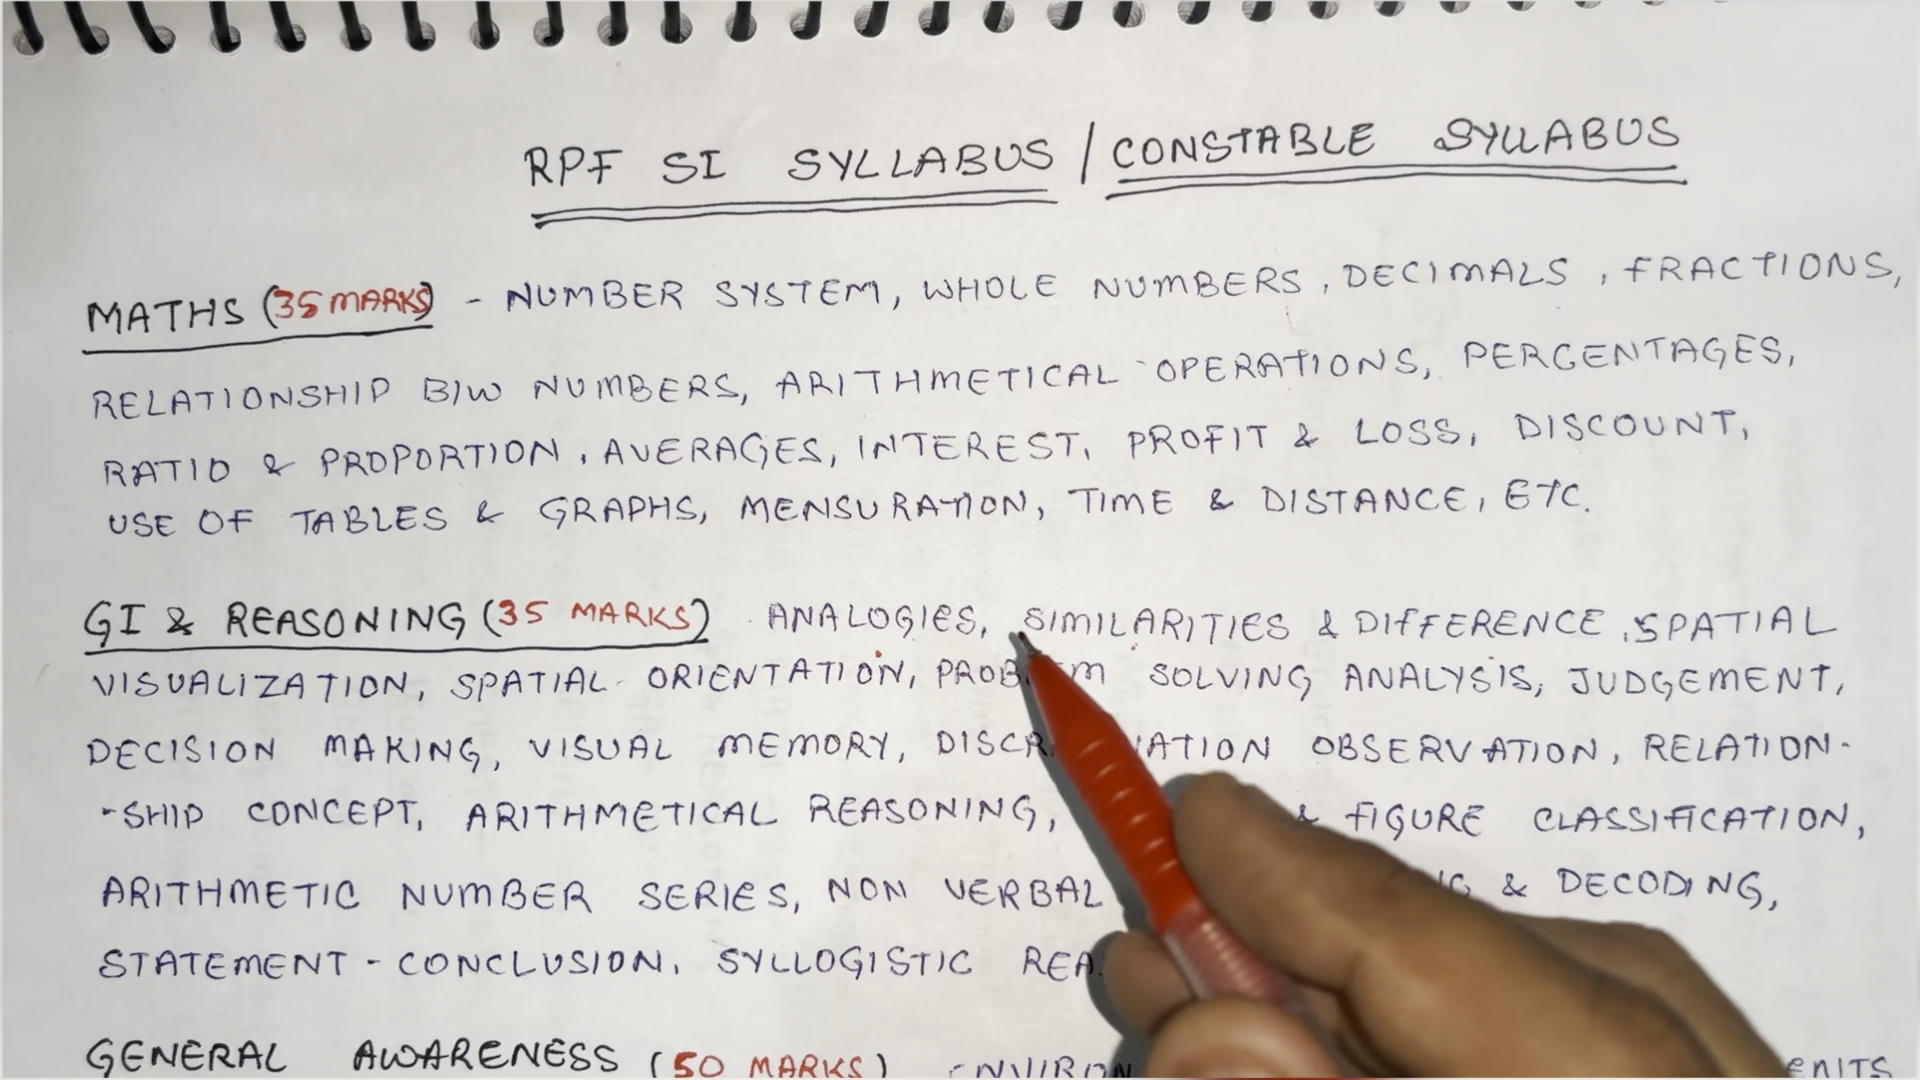 RPF SI SYLLABUS / CONSTABLE SYLLABUS
MATHS (35 MARKS) - NUMBER SYSTEM, WHOLE NUMBERS, DECIMALS, FRACTIONS,
RELATIONSHIP B/W NUMBERS, ARITHMETICAL OPERATIONS, PERCENTAGES,
RATIO & PROPORTION, AVERAGES, INTEREST, PROFIT & LOSS, DISCOUNT,
USE OF TABLES & GRAPHS, MENSURATION, TIME & DISTANCE, ETC.
GI & REASONING (35 MARKS) ANALOGIES, SIMILARITIES & DIFFERENCE, SPATIAL
VISUALIZATION, SPATIAL ORIENTATION, SOLVING ANALYSIS, JUDGEMENT,
DECISION MAKING, VISUAL MEMORY, OBSERVATION, RELATION-
-SHIP CONCEPT, ARITHMETICAL REASONING, & FIGURE CLASSIFICATION,
ARITHMETIC NUMBER SERIES, NON VERBAL & DECODING,
STATEMENT - CONCLUSION, SYLLOGISTIC
GENERAL AWARENESS (50 MARKS)